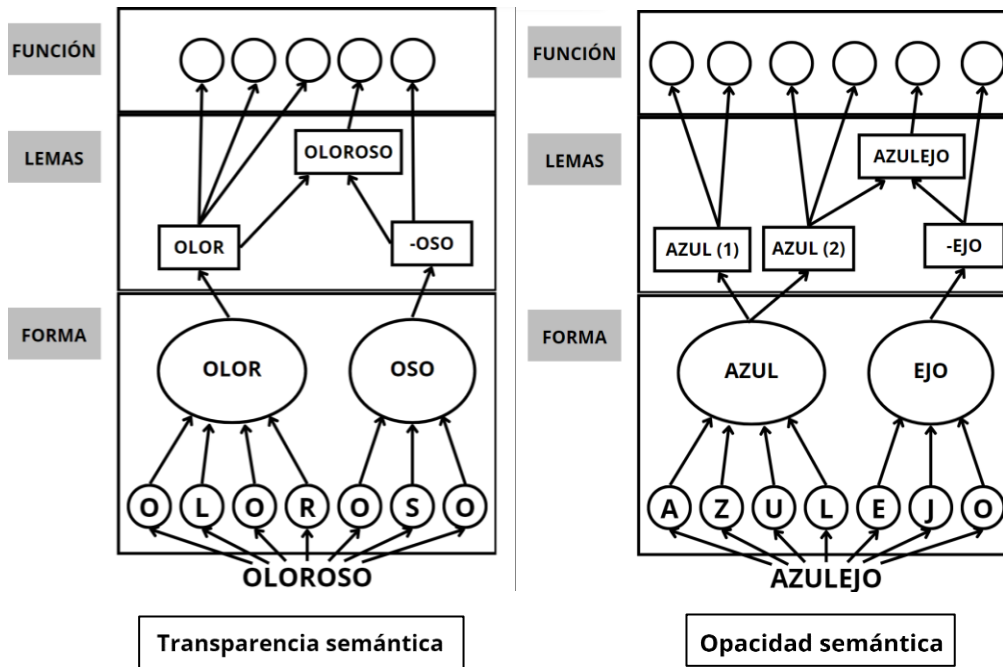 FUNCIÓN
LEMAS
OLOROSO
OLOR
-OSO
FORMA
OLOR
OSO
O L O R O S O
OLOROSO
Transparencia semántica
FUNCIÓN
LEMAS
AZULEJO
AZUL (1)
AZUL (2)
-EJO
FORMA
AZUL
EJO
A Z U L E J O
AZULEJO
Opacidad semántica